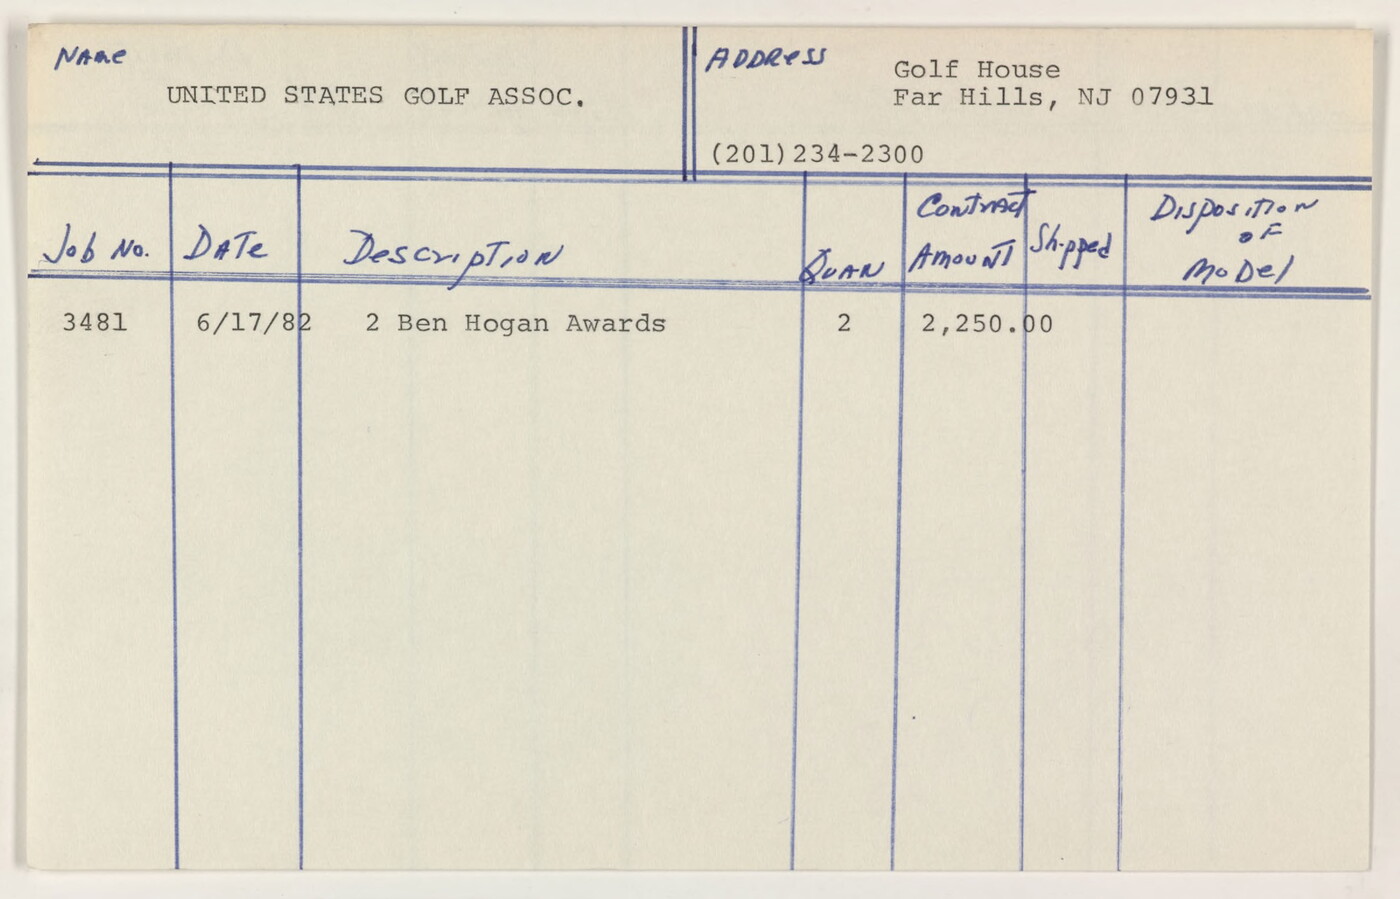 Name
UNITED STATES GOLF ASSOC.
Address
Golf House
Far Hills, NJ 07931
(201)234-2300
Job No.
Date
Description
Quan
Contract
Amount
Shipped
Disposition
of
Model
3481 6/17/82 2 Ben Hogan Awards 2 2,250.00